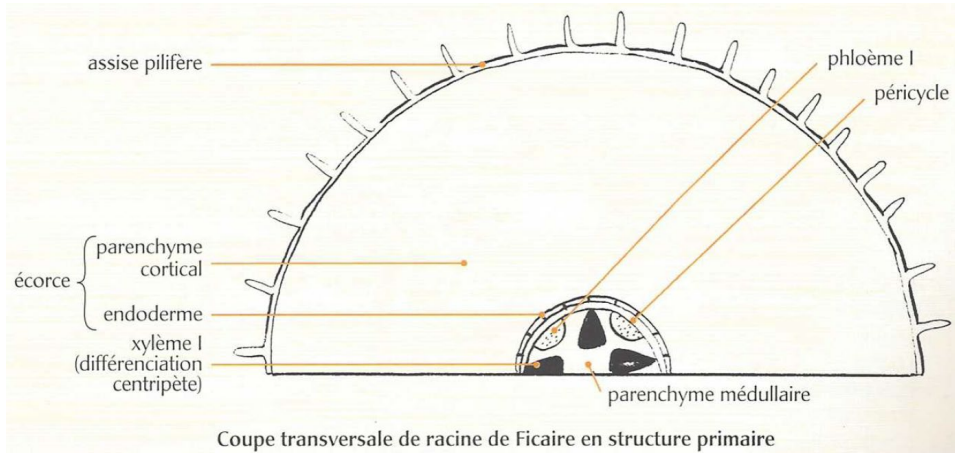 assise pilifère
phloème I
péricycle
écorce
parenchyme
cortical
endoderme
xylème I
(différenciation
centripète)
parenchyme médullaire
Coupe transversale de racine de Ficaire en structure primaire